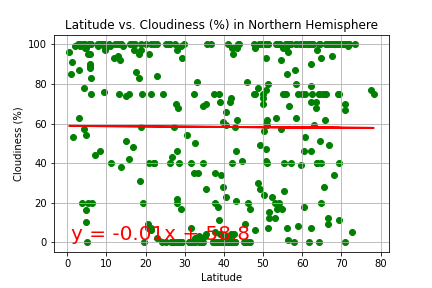 Latitude vs. Cloudiness (%) in Northern Hemisphere
100
80
60
40
20
0
Cloudiness (%)
y = -0.01x + 58.8
0 10 20 30 40 50 60 70 80
Latitude